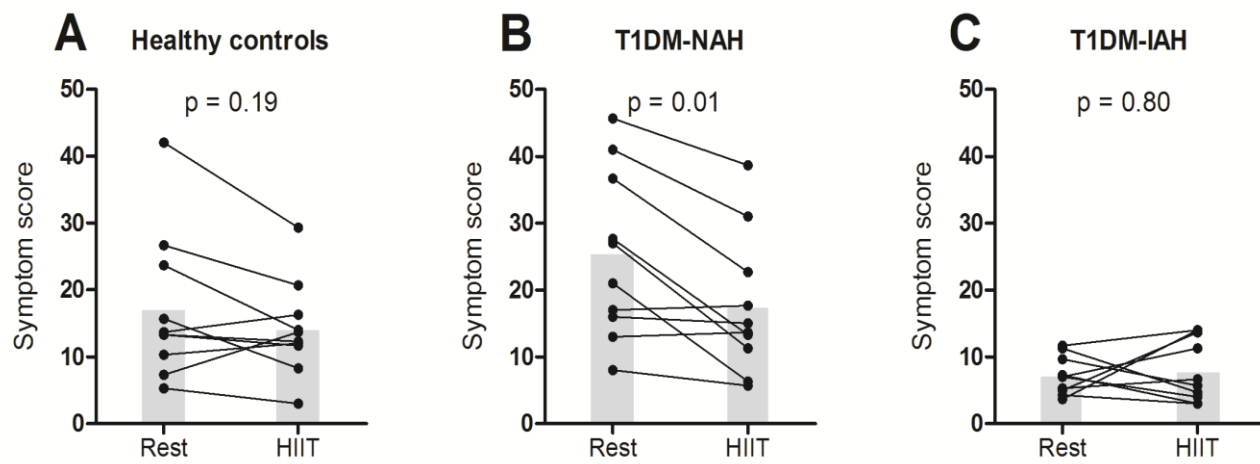 A Healthy controls
p = 0.19
Symptom score
50
40
30
20
10
0
Rest HIIT
B T1DM-NAH
p = 0.01
Symptom score
50
40
30
20
10
0
Rest HIIT
C T1DM-IAH
p = 0.80
Symptom score
50
40
30
20
10
0
Rest HIIT